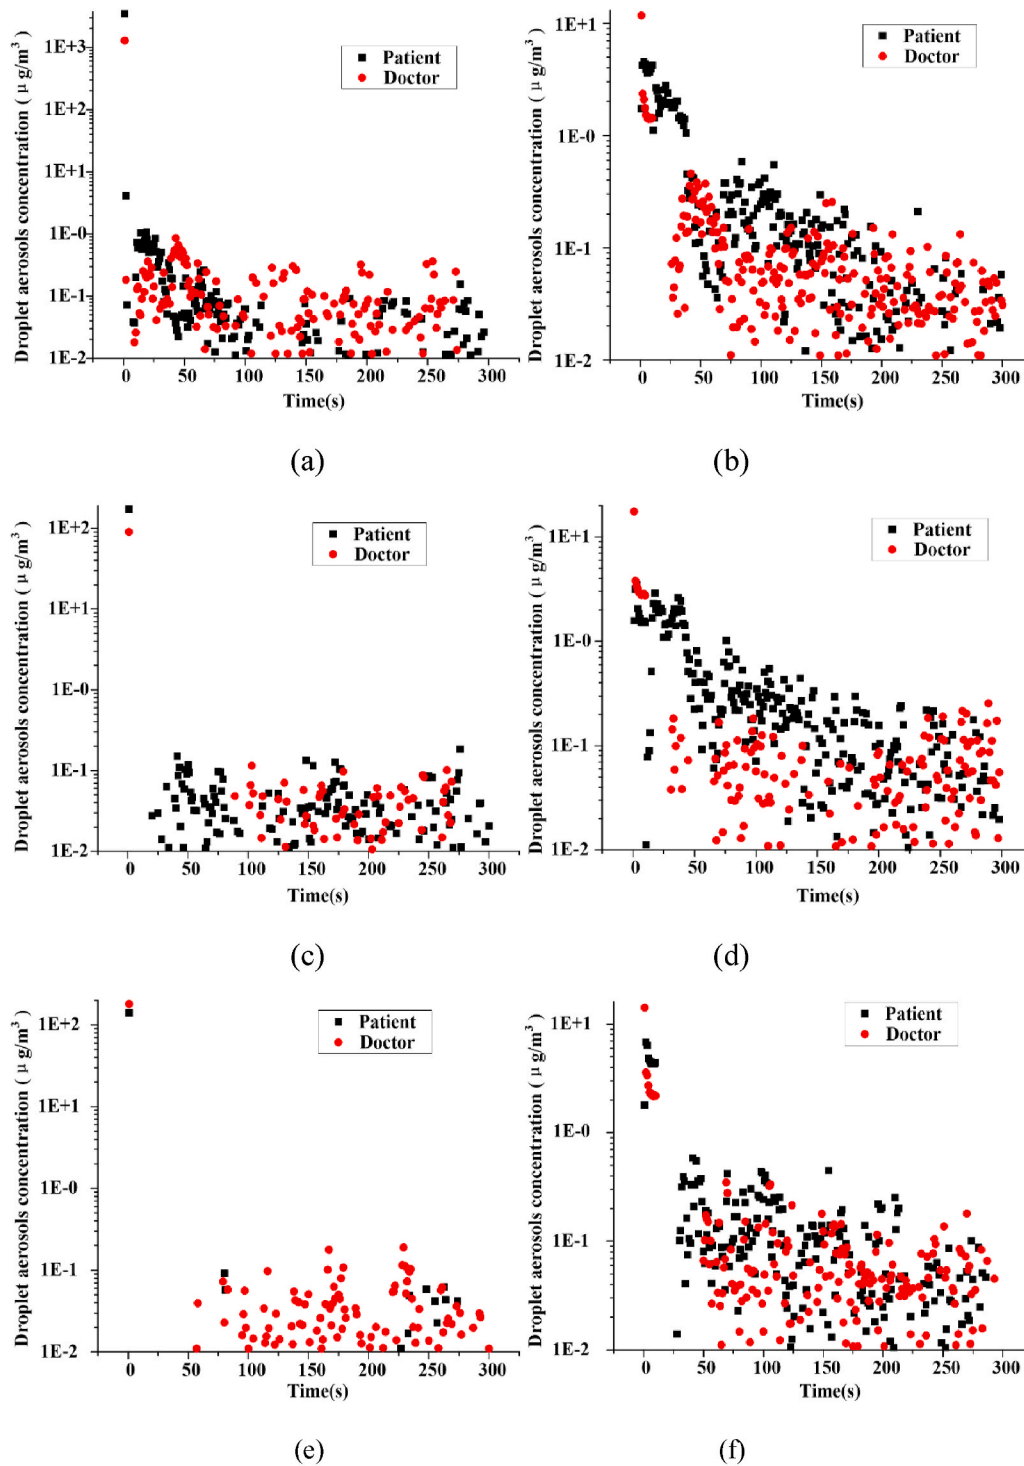 Droplet aerosols concentration ( μ g/m³ )
1E+3
1E+2
1E+1
1E-0
1E-1
1E-2
Patient
Doctor
0 50 100 150 200 250 300
Time(s)
(a)
Droplet aerosols concentration ( μ g/m³ )
1E+1
1E-0
1E-1
1E-2
Patient
Doctor
0 50 100 150 200 250 300
Time(s)
(b)
Droplet aerosols concentration ( μ g/m³ )
1E+2
1E+1
1E-0
1E-1
1E-2
Patient
Doctor
0 50 100 150 200 250 300
Time(s)
(c)
Droplet aerosols concentration ( μ g/m³ )
1E+1
1E-0
1E-1
1E-2
Patient
Doctor
0 50 100 150 200 250 300
Time(s)
(d)
Droplet aerosols concentration ( μ g/m³ )
1E+2
1E+1
1E-0
1E-1
1E-2
Patient
Doctor
0 50 100 150 200 250 300
Time(s)
(e)
Droplet aerosols concentration ( μ g/m³ )
1E+1
1E-0
1E-1
1E-2
Patient
Doctor
0 50 100 150 200 250 300
Time(s)
(f)